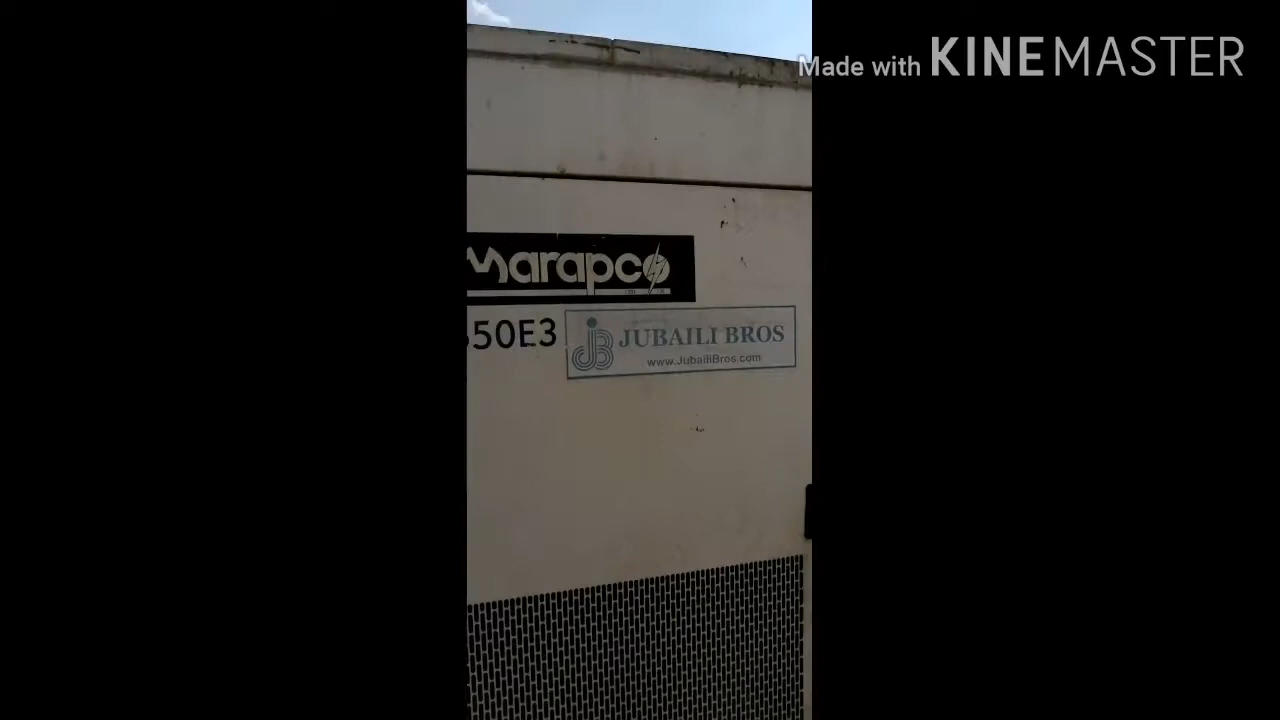 Made with KINEMASTER
Marapco
50E3
JUBAILI BROS
www.JubailiBros.com